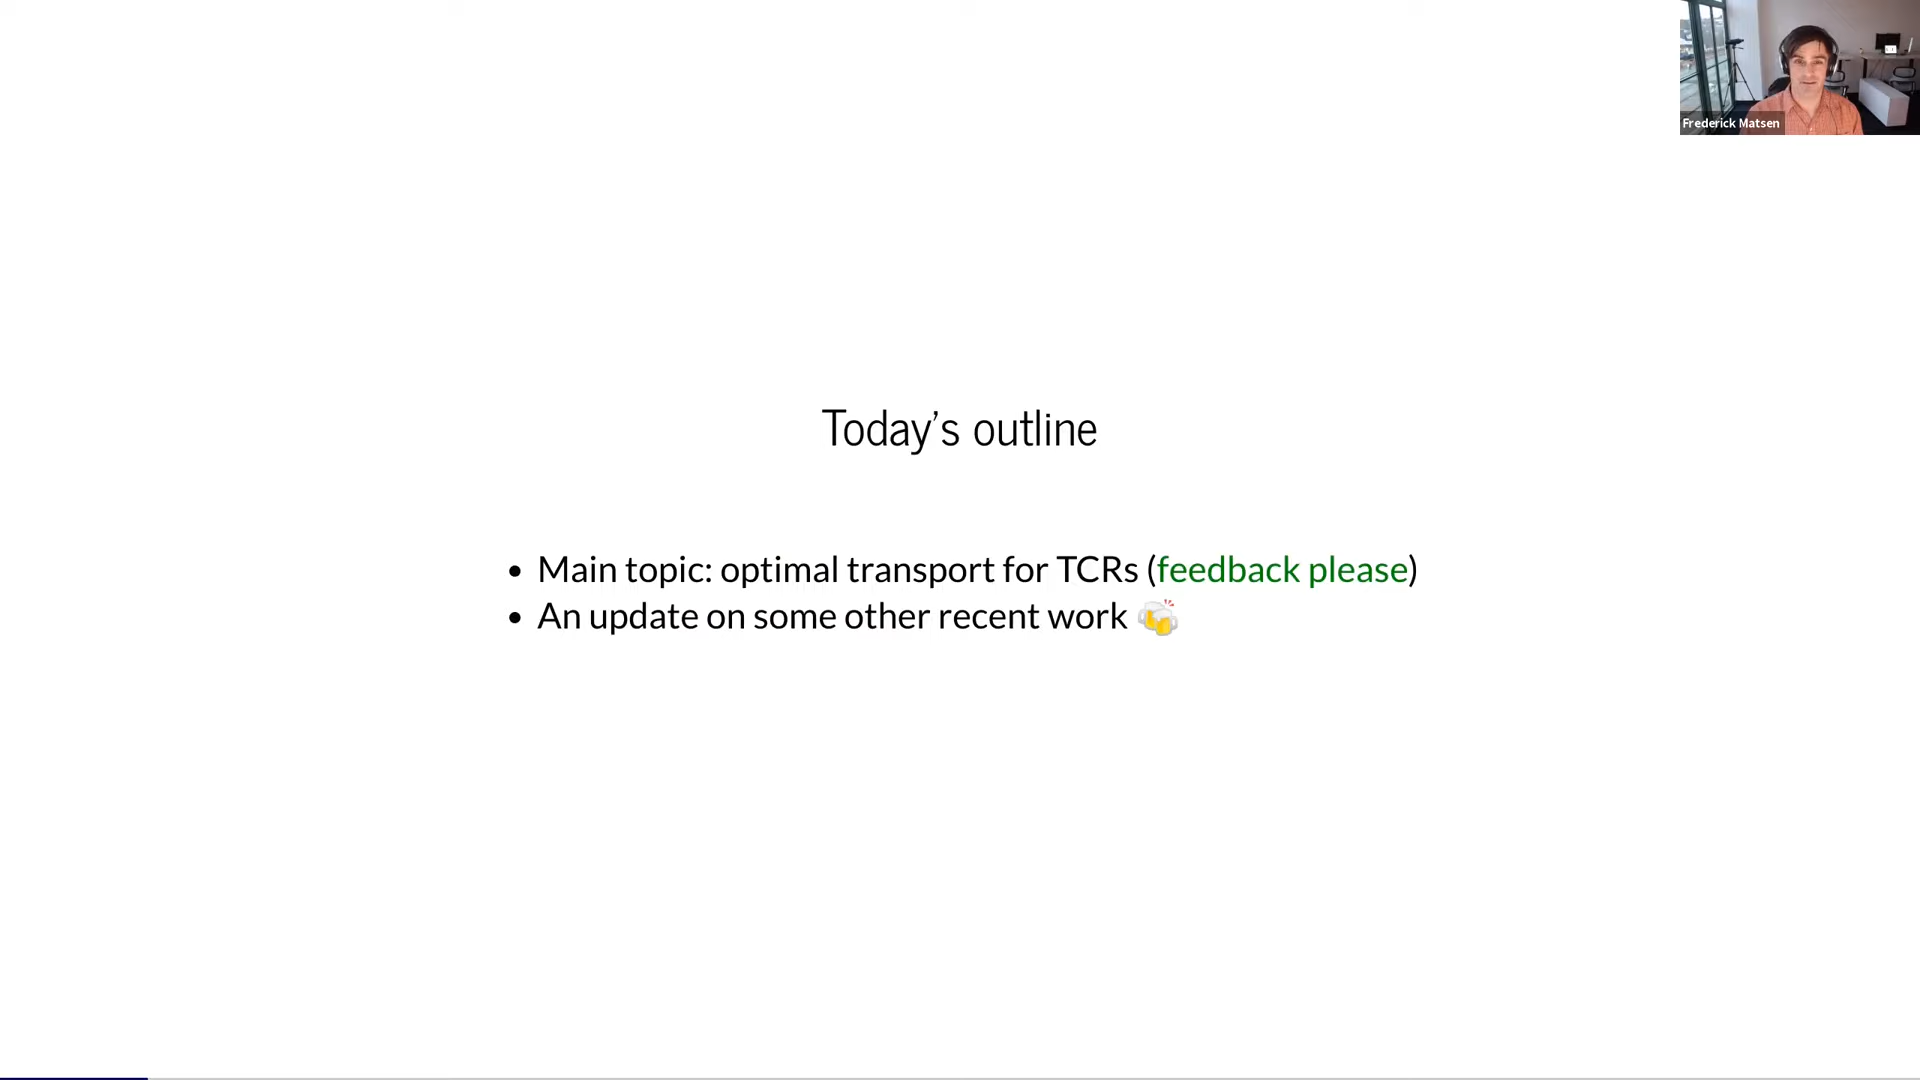 Frederick Matsen
Today’s outline
• Main topic: optimal transport for TCRs (feedback please)
• An update on some other recent work 🍻